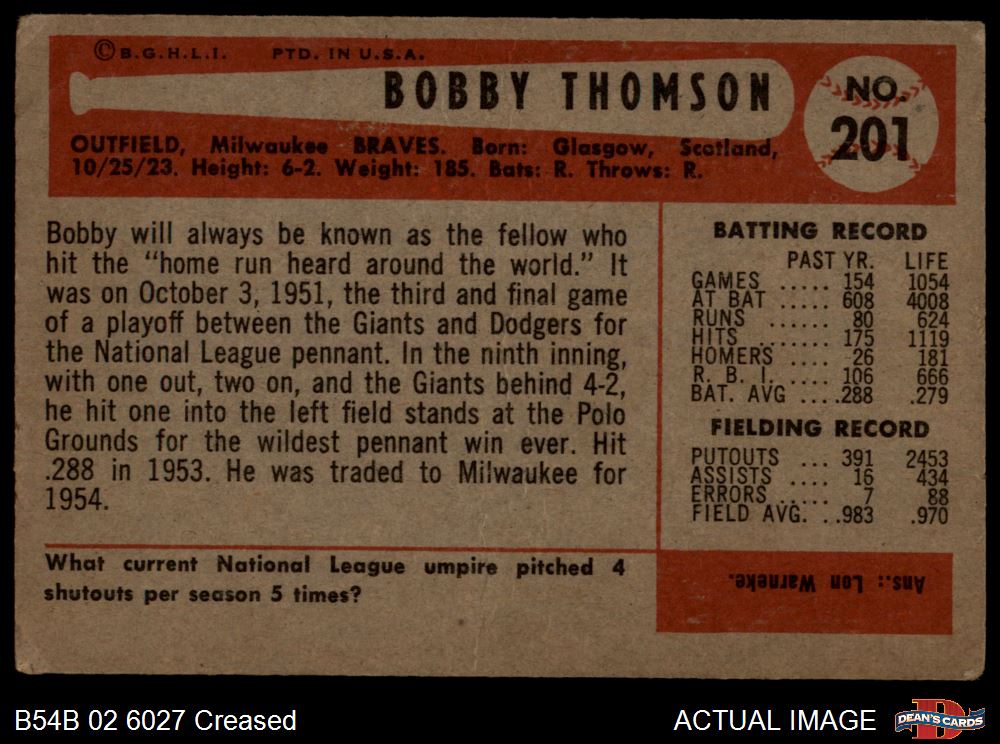 ©B.G.H.L.I. PTD. IN U.S.A.
BOBBY THOMSON
NO.
201
OUTFIELD, Milwaukee BRAVES. Born: Glasgow, Scotland,
10/25/23. Height: 6-2. Weight: 185. Bats: R. Throws: R.
Bobby will always be known as the fellow who
hit the "home run heard around the world." It
was on October 3, 1951, the third and final game
of a playoff between the Giants and Dodgers for
the National League pennant. In the ninth inning,
with one out, two on, and the Giants behind 4-2,
he hit one into the left field stands at the Polo
Grounds for the wildest pennant win ever. Hit
.288 in 1953. He was traded to Milwaukee for
1954.
BATTING RECORD
PAST YR. LIFE
GAMES ..... 154 1054
AT BAT ..... 608 4008
RUNS ...... 80 624
HITS ....... 175 1119
HOMERS .... 26 181
R. B. I. .... 106 666
BAT. AVG ....288 .279
FIELDING RECORD
PUTOUTS ... 391 2453
ASSISTS .... 16 434
ERRORS ..... 7 88
FIELD AVG. ..983 .970
What current National League umpire pitched 4
shutouts per season 5 times?
Ans.: Lon Warneke.
B54B 02 6027 Creased
ACTUAL IMAGE
D
DEAN'S CARDS